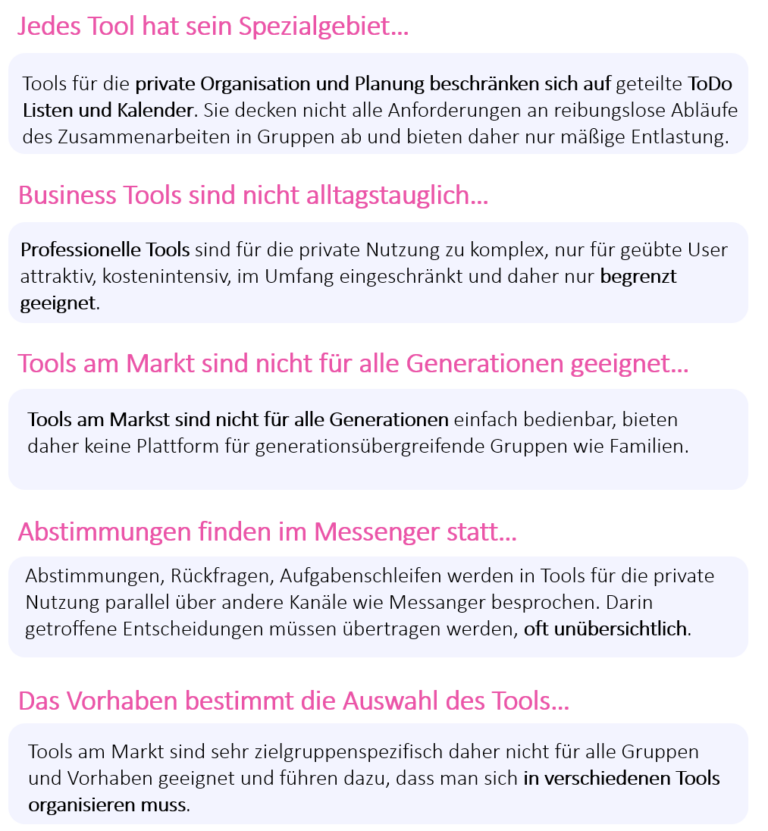 Jedes Tool hat sein Spezialgebiet...
Tools für die private Organisation und Planung beschränken sich auf geteilte ToDo
Listen und Kalender. Sie decken nicht alle Anforderungen an reibungslose Abläufe
des Zusammenarbeiten in Gruppen ab und bieten daher nur mäßige Entlastung.
Business Tools sind nicht alltagstauglich...
Professionelle Tools sind für die private Nutzung zu komplex, nur für geübte User
attraktiv, kostenintensiv, im Umfang eingeschränkt und daher nur begrenzt
geeignet.
Tools am Markt sind nicht für alle Generationen geeignet...
Tools am Markst sind nicht für alle Generationen einfach bedienbar, bieten
daher keine Plattform für generationsübergreifende Gruppen wie Familien.
Abstimmungen finden im Messenger statt...
Abstimmungen, Rückfragen, Aufgabenschleifen werden in Tools für die private
Nutzung parallel über andere Kanäle wie Messanger besprochen. Darin
getroffene Entscheidungen müssen übertragen werden, oft unübersichtlich.
Das Vorhaben bestimmt die Auswahl des Tools...
Tools am Markt sind sehr zielgruppenspezifisch daher nicht für alle Gruppen
und Vorhaben geeignet und führen dazu, dass man sich in verschiedenen Tools
organisieren muss.